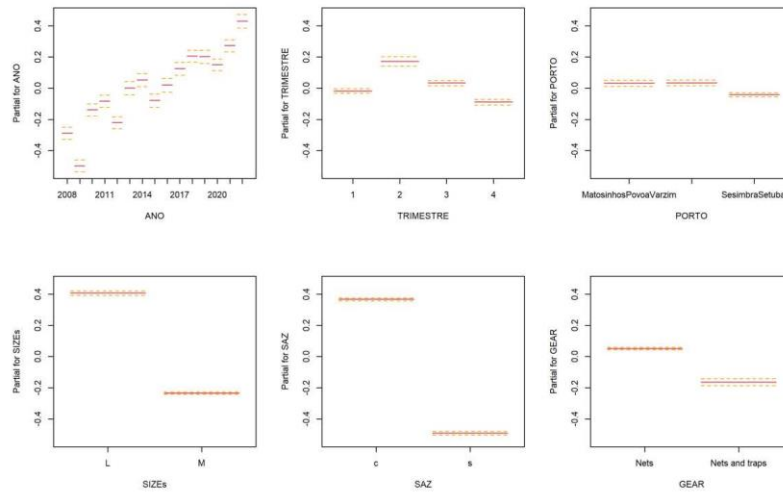 Partial for ANO
0.4
0.2
0.0
-0.2
-0.4
2008 2011 2014 2017 2020
ANO
Partial for TRIMESTRE
0.4
0.2
0.0
-0.2
-0.4
1 2 3 4
TRIMESTRE
Partial for PORTO
0.4
0.2
0.0
-0.2
-0.4
MatosinhosPovoaVarzim SesimbraSetuba
PORTO
Partial for SIZEs
0.4
0.2
0.0
-0.2
-0.4
L M
SIZEs
Partial for SAZ
0.4
0.2
0.0
-0.2
-0.4
c s
SAZ
Partial for GEAR
0.4
0.2
0.0
-0.2
-0.4
Nets Nets and traps
GEAR